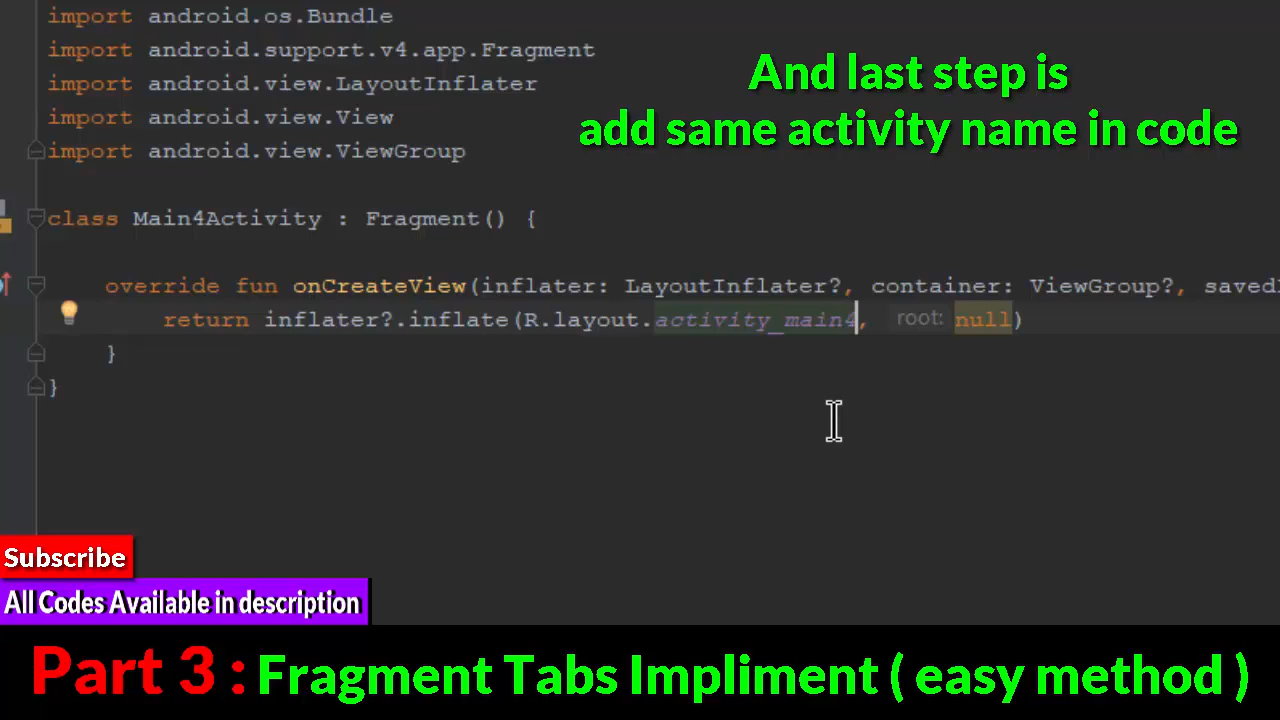 import android.os.Bundle
import android.support.v4.app.Fragment
And last step is
import android.view.LayoutInflater
import android.view.View
add same activity name in code
import android.view.ViewGroup
class Main4Activity : Fragment() {
override fun onCreateView(inflater: LayoutInflater?, container: ViewGroup?, saved
return inflater?.inflate(R.layout.activity_main4, root: null)
}
}
Subscribe
All Codes Available in description
Part 3 : Fragment Tabs Impliment ( easy method )